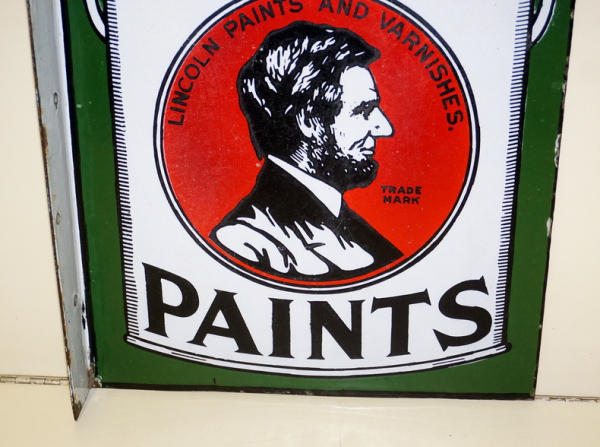 LINCOLN PAINTS AND VARNISHES.
TRADE
MARK
PAINTS